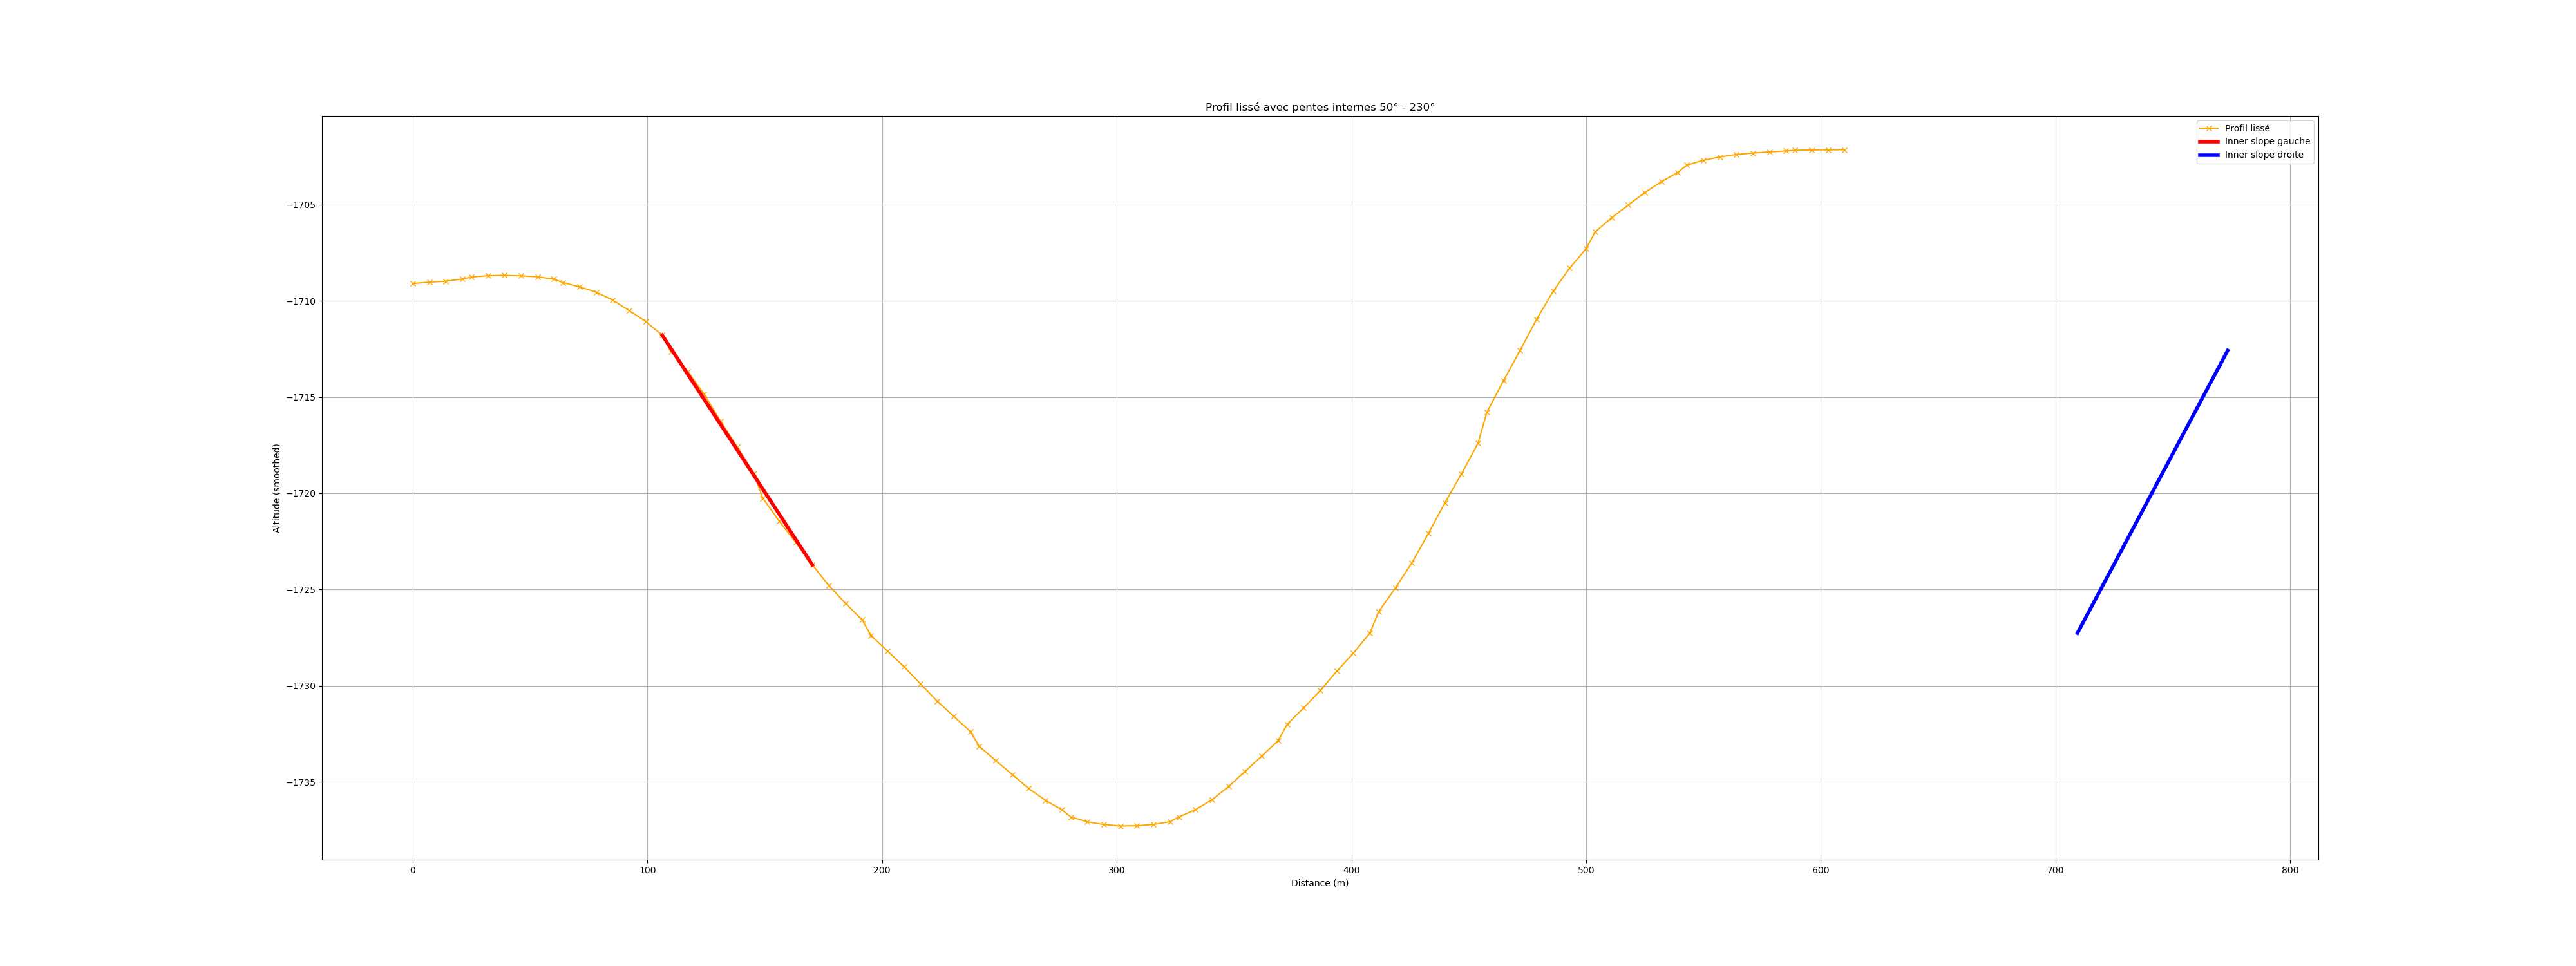 Profil lissé avec pentes internes 50° - 230°
Profil lissé
Inner slope gauche
Inner slope droite
−1705
−1710
−1715
−1720
−1725
−1730
−1735
Altitude (smoothed)
0
100
200
300
400
500
600
700
800
Distance (m)